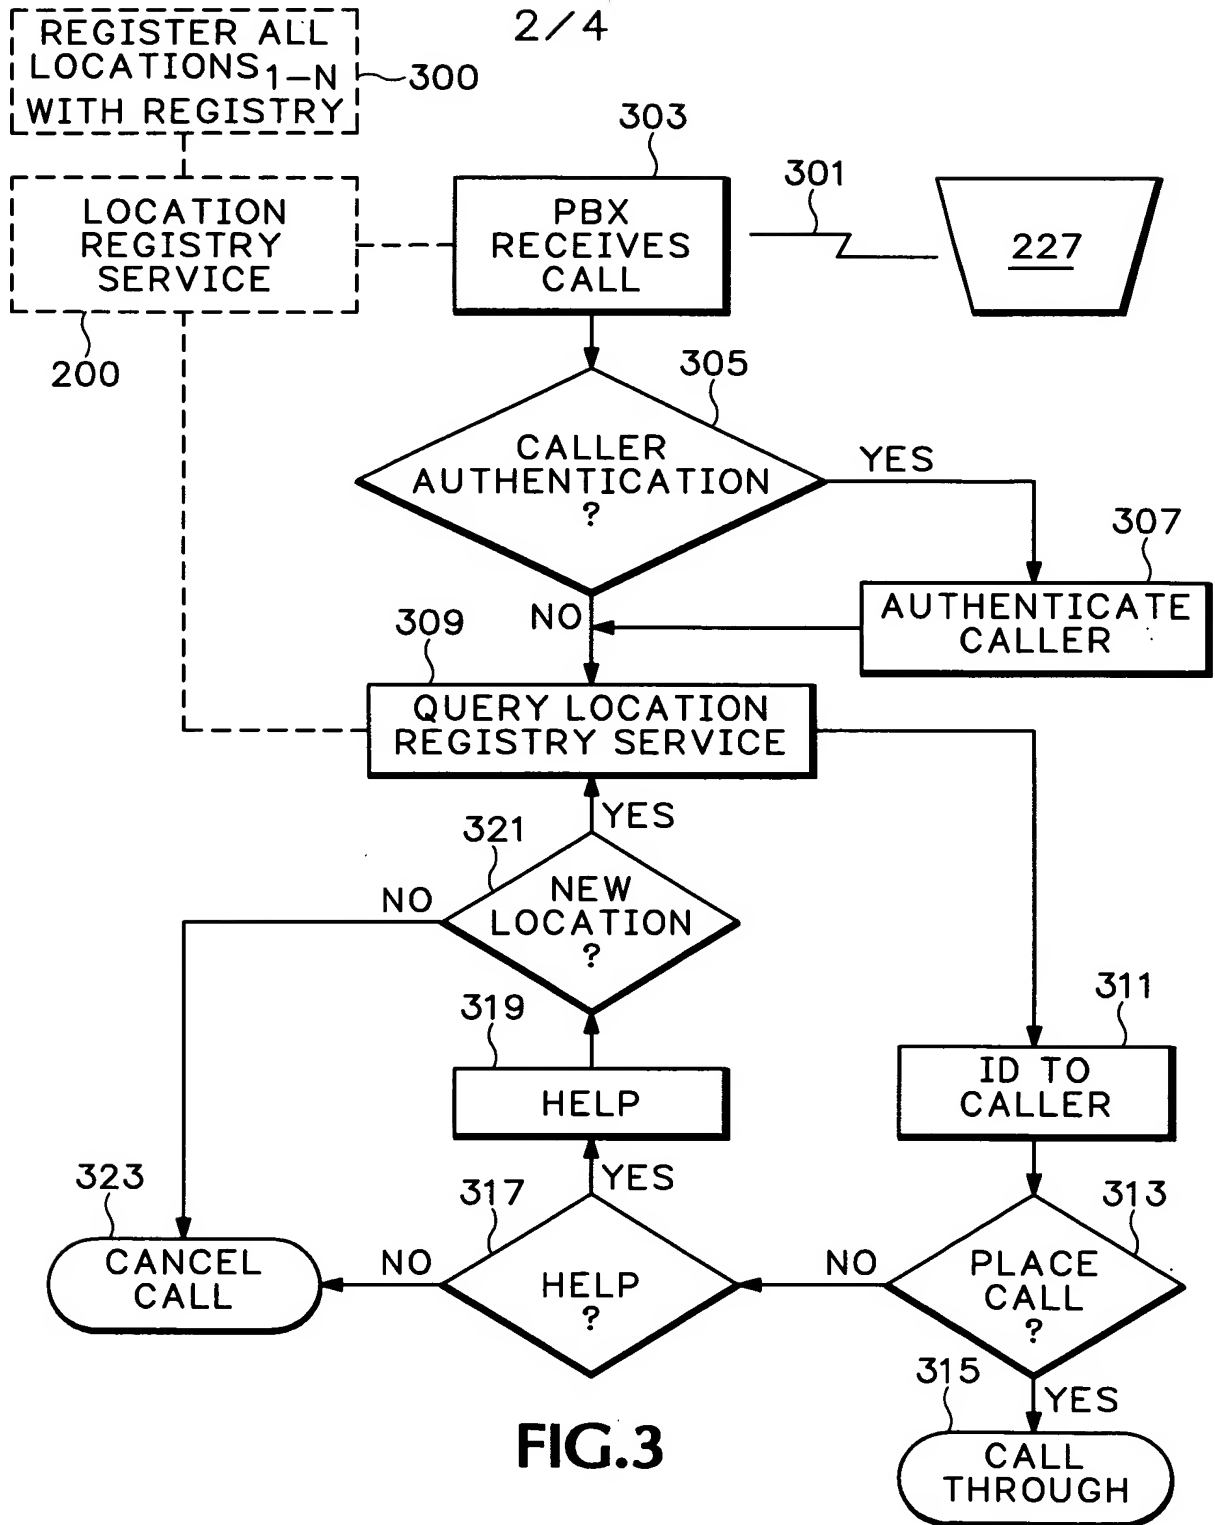 2/4
REGISTER ALL
LOCATIONS1-N
WITH REGISTRY
300
LOCATION
REGISTRY
SERVICE
200
303
PBX
RECEIVES
CALL
301
227
305
CALLER
AUTHENTICATION
?
YES
307
AUTHENTICATE
CALLER
NO
309
QUERY LOCATION
REGISTRY SERVICE
YES
321
NEW
LOCATION
?
NO
319
HELP
311
ID TO
CALLER
YES
323
CANCEL
CALL
NO
317
HELP
?
NO
313
PLACE
CALL
?
YES
315
CALL
THROUGH
FIG.3